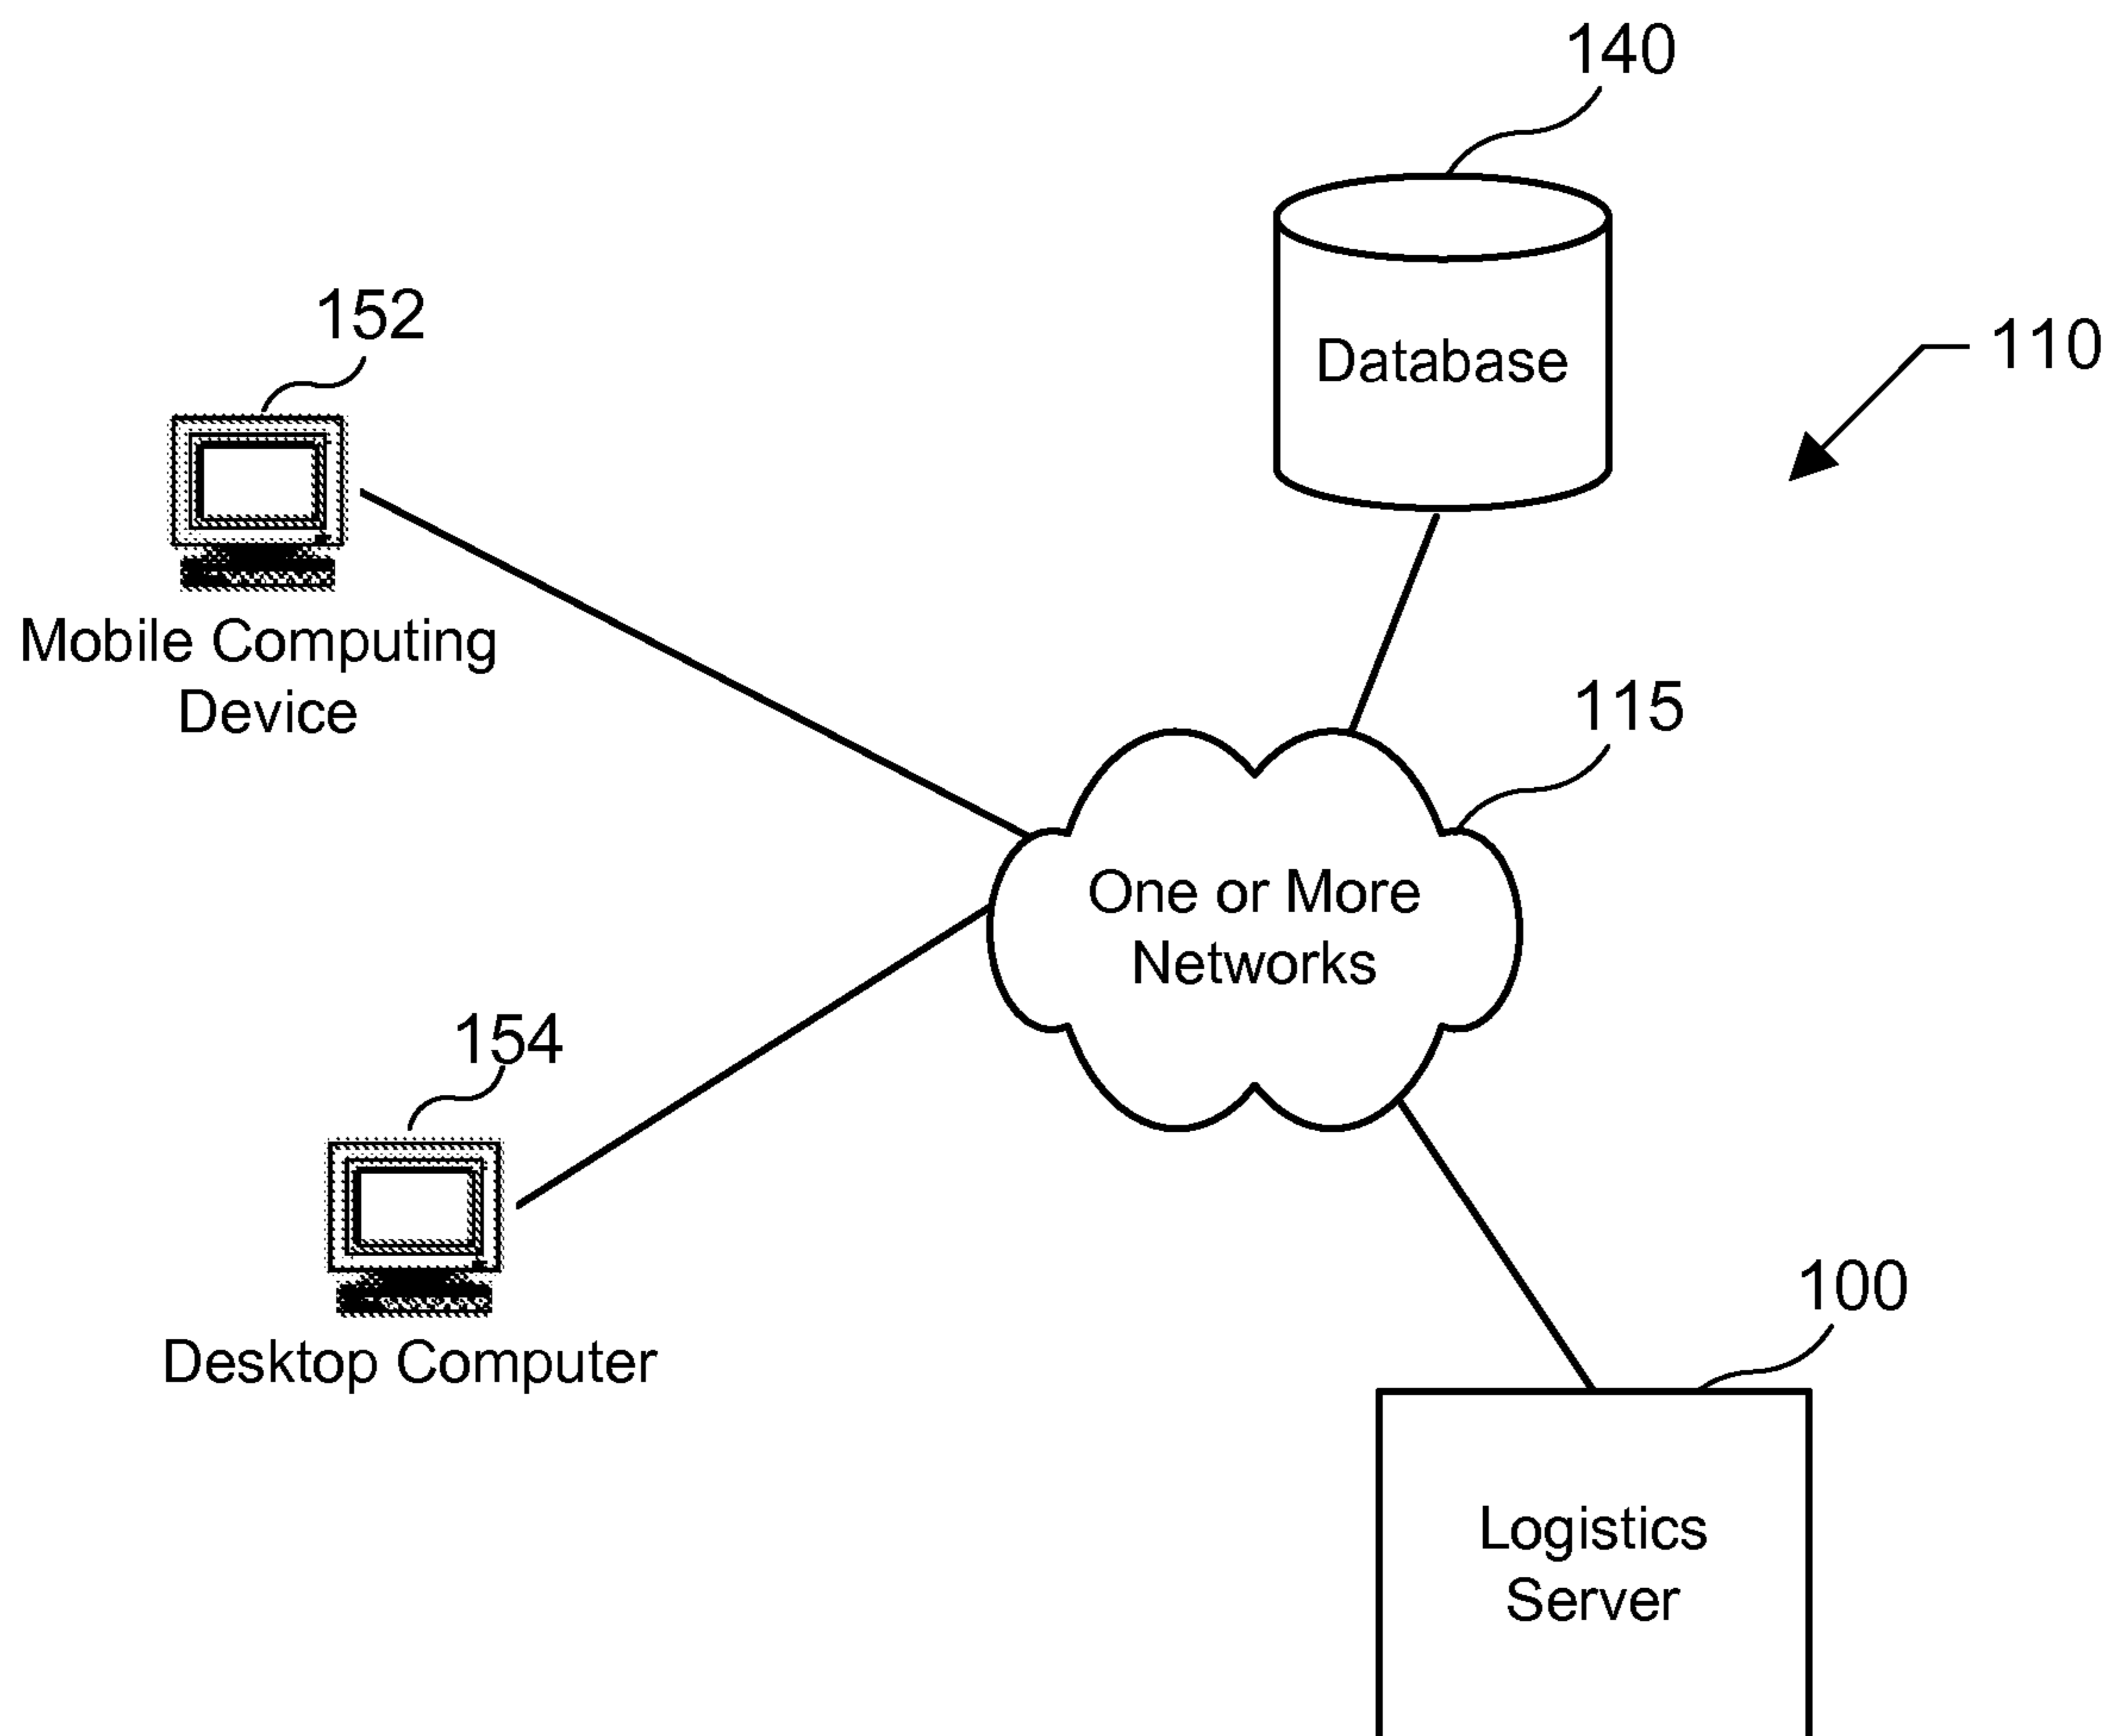 140
152
110
Database
Mobile Computing
Device
115
One or More
Networks
154
100
Desktop Computer
Logistics
Server